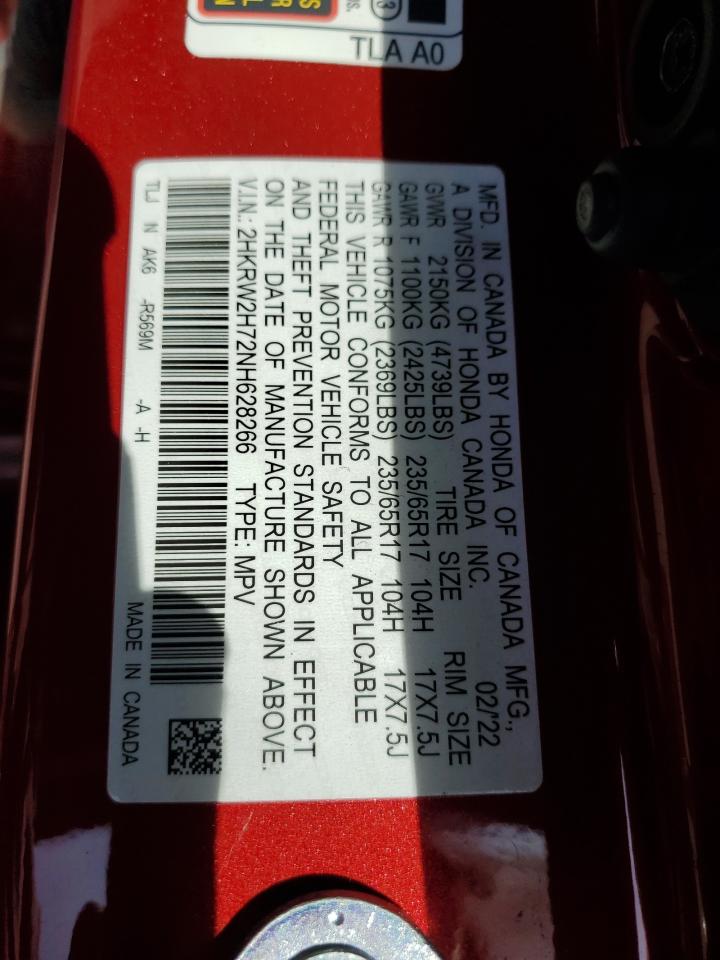 TLA A0
MFD. IN CANADA BY HONDA OF CANADA MFG.,
A DIVISION OF HONDA CANADA INC. 02/'22
GVWR 2150KG (4739LBS) TIRE SIZE RIM SIZE
GAWR F 1100KG (2425LBS) 235/65R17 104H 17X7.5J
GAWR R 1075KG (2369LBS) 235/65R17 104H 17X7.5J
THIS VEHICLE CONFORMS TO ALL APPLICABLE
FEDERAL MOTOR VEHICLE SAFETY
AND THEFT PREVENTION STANDARDS IN EFFECT
ON THE DATE OF MANUFACTURE SHOWN ABOVE.
V.I.N.: 2HKRW2H72NH628266 TYPE: MPV
TLJ N AK6 -R569M -A -H MADE IN CANADA